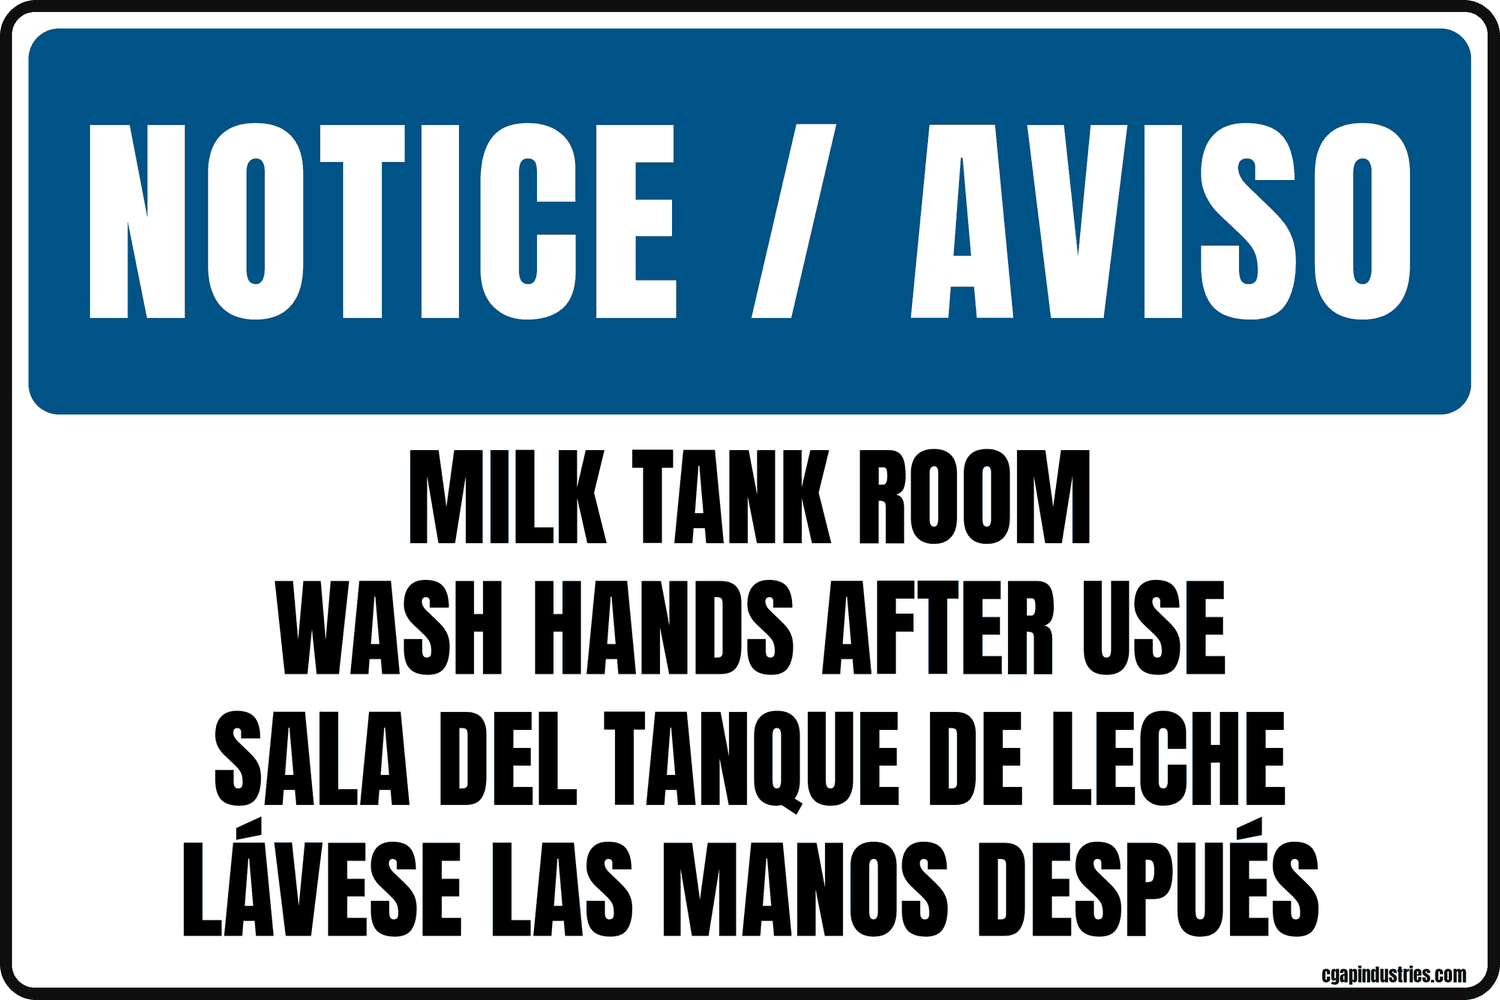 NOTICE / AVISO
MILK TANK ROOM
WASH HANDS AFTER USE
SALA DEL TANQUE DE LECHE
LÁVESE LAS MANOS DESPUÉS
cgapindustries.com